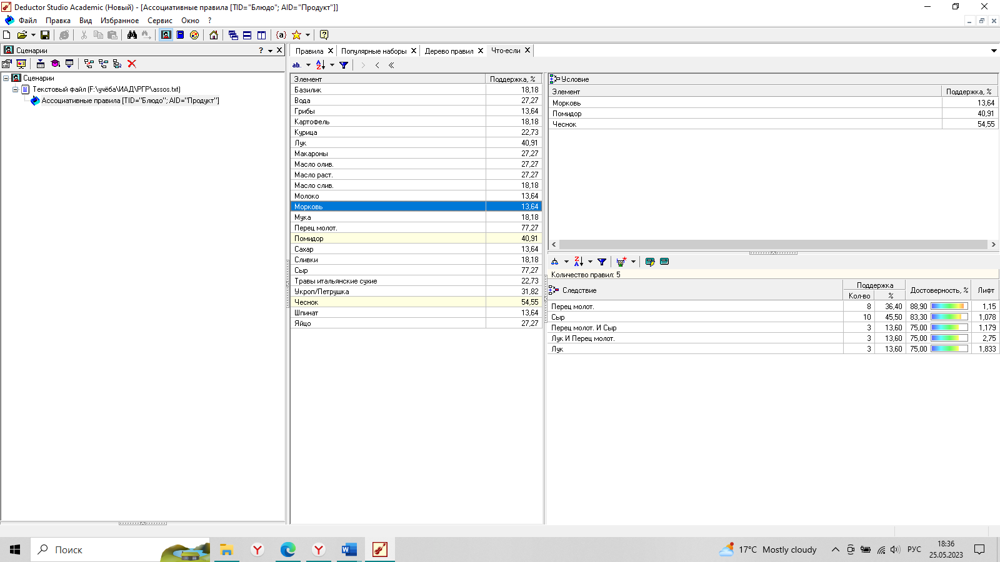 Deductor Studio Academic (Новый) - [Ассоциативные правила [TID="Блюдо"; AID="Продукт"]]
Файл Правка Вид Избранное Сервис Окно ?
Сценарии
Сценарии
Текстовый файл (F:\учёба\ИАД\РГР\assos.txt)
Ассоциативные правила [TID="Блюдо"; AID="Продукт"]
Правила Популярные наборы Дерево правил Что-если
ab.
Элемент Поддержка, %
Базилик 18,18
Вода 27,27
Грибы 13,64
Картофель 18,18
Курица 22,73
Лук 40,91
Макароны 27,27
Масло олив. 27,27
Масло раст. 27,27
Масло слив. 18,18
Молоко 13,64
Морковь 13,64
Мука 18,18
Перец молот. 77,27
Помидор 40,91
Сахар 13,64
Сливки 18,18
Сыр 77,27
Травы итальянские сухие 22,73
Укроп/Петрушка 31,82
Чеснок 54,55
Шпинат 13,64
Яйцо 27,27
Условие
Элемент Поддержка, %
Морковь 13,64
Помидор 40,91
Чеснок 54,55
Количество правил: 5
Следствие Поддержка Достоверность, % Лифт
Кол-во %
Перец молот. 8 36,40 88,90 1,15
Сыр 10 45,50 83,30 1,078
Перец молот. И Сыр 3 13,60 75,00 1,179
Лук И Перец молот. 3 13,60 75,00 2,75
Лук 3 13,60 75,00 1,833
Поиск
17°C Mostly cloudy
РУС
18:36
25.05.2023